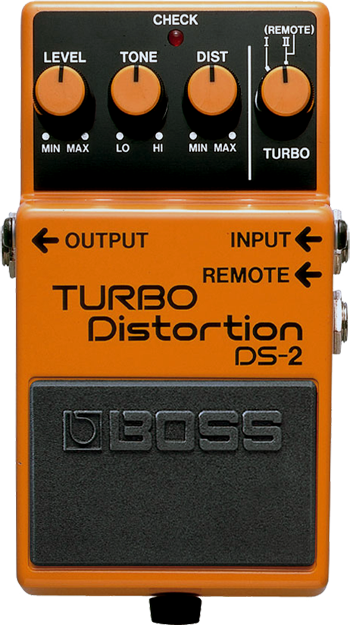 CHECK
(REMOTE)
I II
LEVEL TONE DIST
MIN MAX LO HI MIN MAX TURBO
OUTPUT INPUT
REMOTE
TURBO
Distortion
DS-2
BOSS